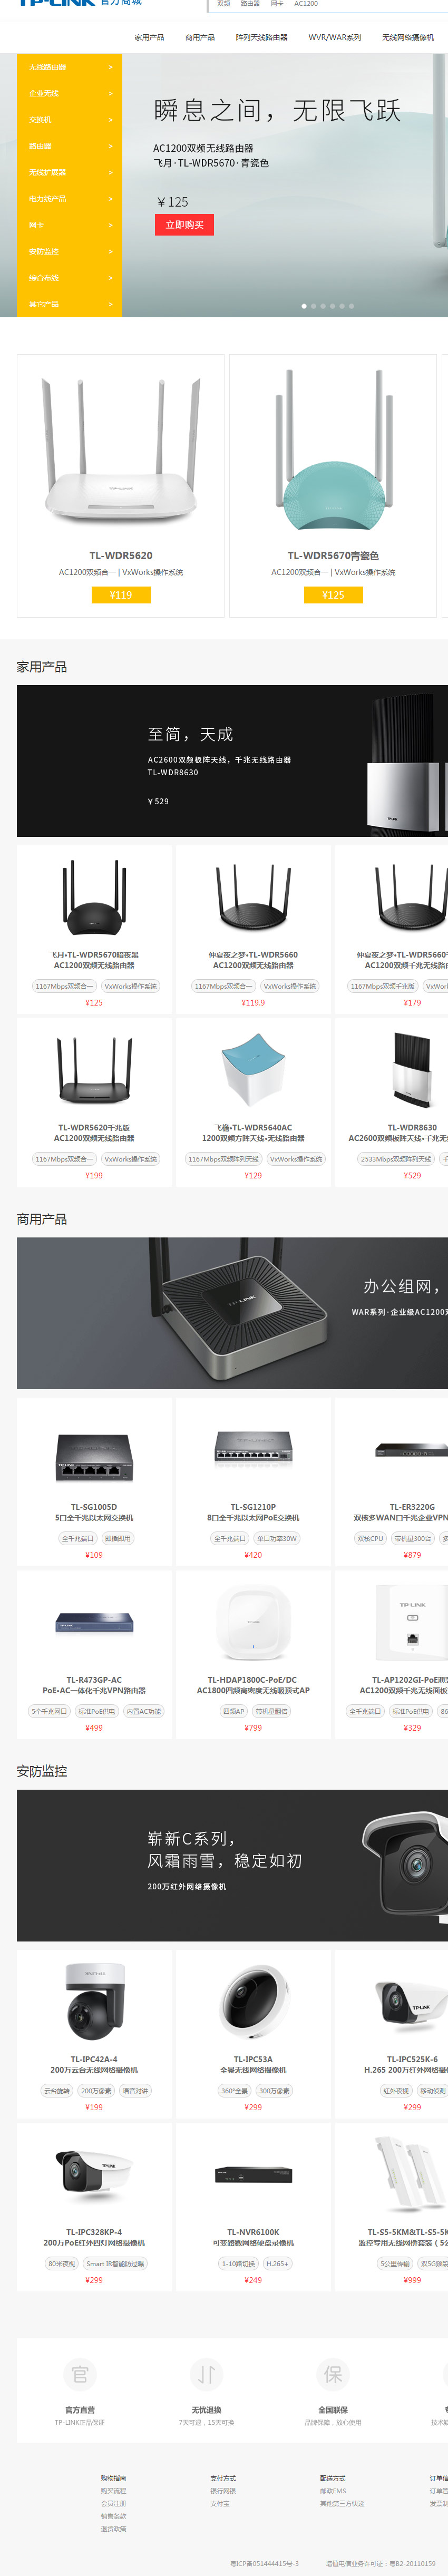 TP-LINK 官方商城
双频 路由器 网卡 AC1200
家用产品 商用产品 阵列天线路由器 WVR/WAR系列 无线网络摄像机
无线路由器 >
企业无线 >
交换机 >
路由器 >
无线扩展器 >
电力线产品 >
网卡 >
安防监控 >
综合布线 >
其它产品 >
瞬息之间，无限飞跃
AC1200双频无线路由器
飞月·TL-WDR5670·青瓷色
¥125
立即购买
TL-WDR5620
AC1200双频合一 | VxWorks操作系统
¥119
TL-WDR5670青瓷色
AC1200双频合一 | VxWorks操作系统
¥125
家用产品
至简，天成
AC2600双频板阵天线，千兆无线路由器
TL-WDR8630
¥529
飞月•TL-WDR5670暗夜黑
AC1200双频无线路由器
1167Mbps双频合一 VxWorks操作系统
¥125
仲夏夜之梦•TL-WDR5660
AC1200双频无线路由器
1167Mbps双频合一 VxWorks操作系统
¥119.9
仲夏夜之梦•TL-WDR5660
AC1200双频千兆无线路由
1167Mbps双频千兆版 VxWor
¥179
TL-WDR5620千兆版
AC1200双频无线路由器
1167Mbps双频合一 VxWorks操作系统
¥199
飞檐•TL-WDR5640AC
1200双频方阵天线•无线路由器
1167Mbps双频阵列天线 VxWorks操作系统
¥129
TL-WDR8630
AC2600双频板阵天线•千兆无
2533Mbps双频阵列天线 千
¥529
商用产品
办公组网，
WAR系列·企业级AC1200双
TP-LINK
TL-SG1005D
5口全千兆以太网交换机
全千兆端口 即插即用
¥109
TL-SG1210P
8口全千兆以太网PoE交换机
全千兆端口 单口功率30W
¥420
TL-ER3220G
双核多WAN口千兆企业VPN
双核CPU 带机量300台
¥879
TL-R473GP-AC
PoE•AC一体化千兆VPN路由器
5个千兆网口 标准PoE供电 内置AC功能
¥499
TL-HDAP1800C-PoE/DC
AC1800四频高密度无线吸顶式AP
四频AP 带机量翻倍
¥799
TP-LINK
TL-AP1202GI-PoE薄
AC1200双频千兆无线面板
全千兆端口 标准PoE供电 86
¥329
安防监控
崭新C系列，
风霜雨雪，稳定如初
200万红外网络摄像机
TL-IPC42A-4
200万云台无线网络摄像机
云台旋转 200万像素 语音对讲
¥199
TL-IPC53A
全景无线网络摄像机
360°全景 300万像素
¥299
TP-LINK
TL-IPC525K-6
H.265 200万红外网络摄
红外夜视 移动侦测
¥299
TP-LINK
TL-IPC328KP-4
200万PoE红外四灯网络摄像机
80米夜视 Smart IR智能防过曝
¥299
TL-NVR6100K
可变路数网络硬盘录像机
1-10路切换 H.265+
¥249
TL-S5-5KM&TL-S5-5K
监控专用无线网桥套装（5公
5公里传输 双5G频段
¥999
官 保
官方直营 无忧退换 全国联保
TP-LINK正品保证 7天可退，15天可换 品牌保障，放心使用 技术
购物指南 支付方式 配送方式 订单信
购买流程 银行网银 邮政EMS 订单
会员注册 支付宝 其他第三方快递 发票
销售条款
退货政策
粤ICP备05144415号-3 增值电信业务许可证：粤B2-20110159